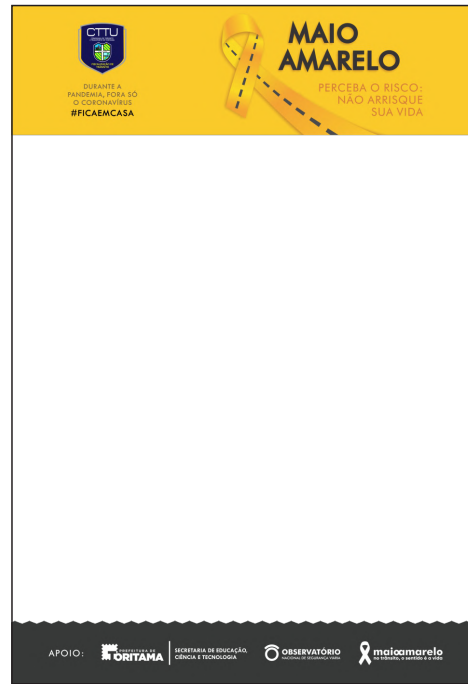 CTTU
DURANTE A
PANDEMIA, FORA SÓ
O CORONAVÍRUS
#FICAEMCASA
MAIO
AMARELO
PERCEBA O RISCO:
NÃO ARRISQUE
SUA VIDA
APOIO:
PREFEITURA DE
TORITAMA
SECRETARIA DE EDUCAÇÃO,
CIÊNCIA E TECNOLOGIA
OBSERVATÓRIO
NACIONAL DE SEGURANÇA VIÁRIA
maioamarelo
no trânsito, o sentido é a vida